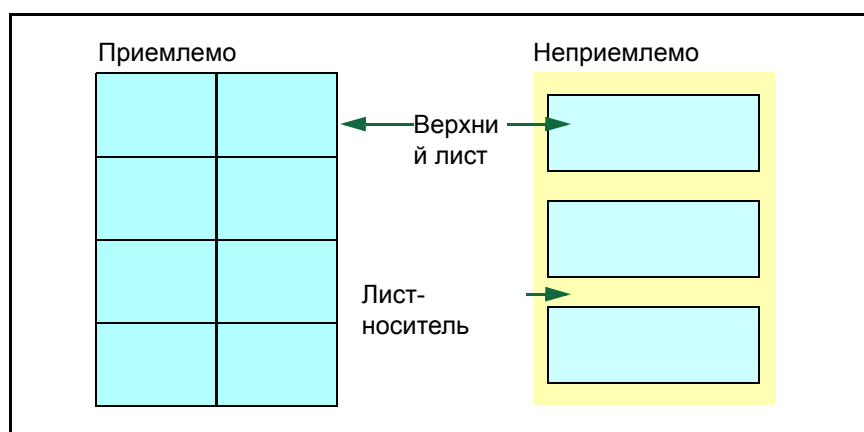 Приемлемо
Неприемлемо
Верхни
й лист
Лист-
носитель